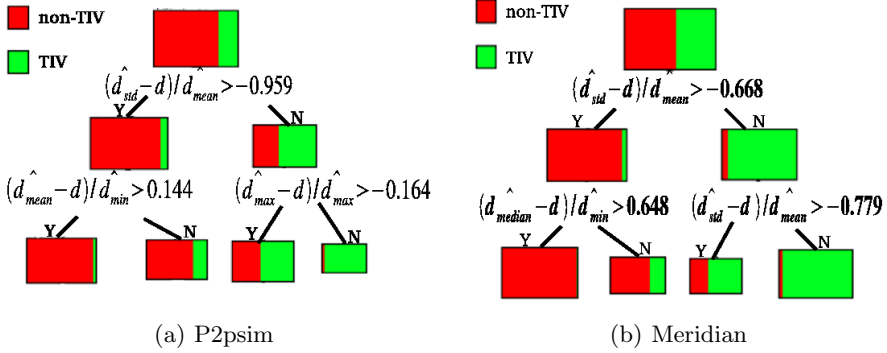 non-TIV
TIV
(d̂_std−d)/d̂_mean>−0.959
Y
N
(d̂_mean−d)/d̂_min>0.144
(d̂_max−d)/d̂_max>−0.164
Y
N
Y
N
(a) P2psim
non-TIV
TIV
(d̂_std−d)/d̂_mean>−0.668
Y
N
(d̂_median−d)/d̂_min>0.648
(d̂_std−d)/d̂_mean>−0.779
Y
N
Y
N
(b) Meridian